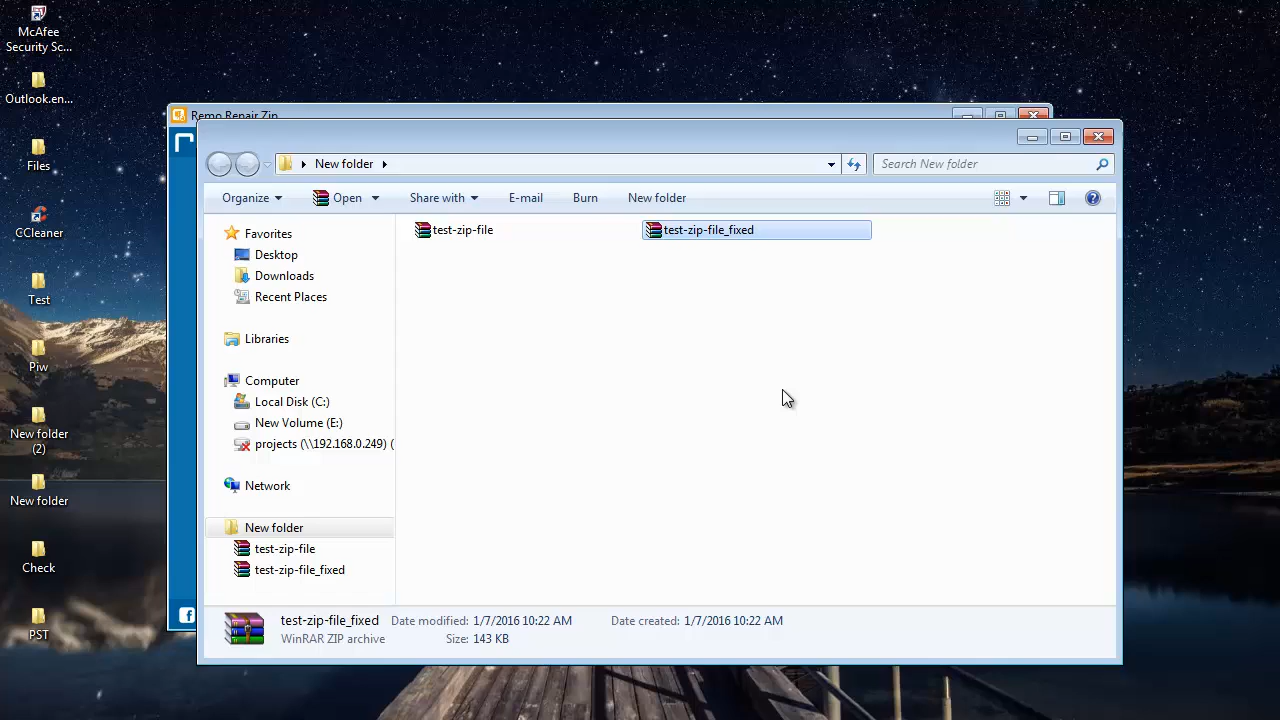 McAfee
Security Sc...
Outlook.en...
Files
CCleaner
Test
Piw
New folder
(2)
New folder
Check
PST
Remo Repair Zip
New folder
Search New folder
Organize Open Share with E-mail Burn New folder
Favorites
Desktop
Downloads
Recent Places
Libraries
Computer
Local Disk (C:)
New Volume (E:)
projects (\\192.168.0.249) (
Network
New folder
test-zip-file
test-zip-file_fixed
test-zip-file test-zip-file_fixed
test-zip-file_fixed Date modified: 1/7/2016 10:22 AM Date created: 1/7/2016 10:22 AM
WinRAR ZIP archive Size: 143 KB